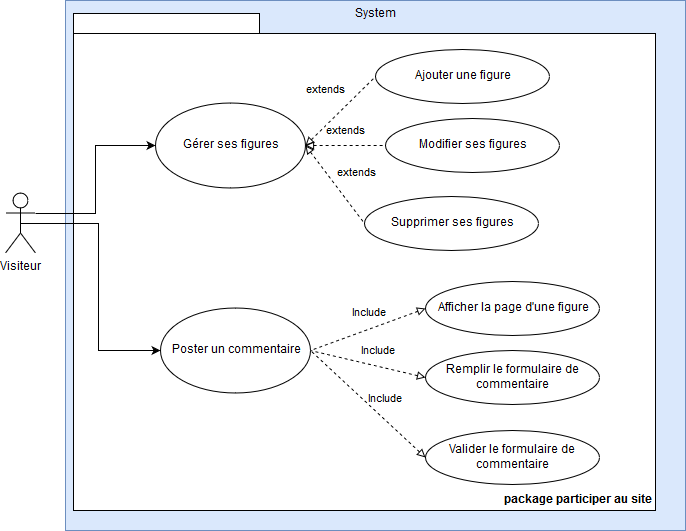 System
Ajouter une figure
extends
Gérer ses figures
extends
Modifier ses figures
extends
Supprimer ses figures
Visiteur
Afficher la page d'une figure
Include
Poster un commentaire
Include
Remplir le formulaire de
commentaire
Include
Valider le formulaire de
commentaire
package participer au site